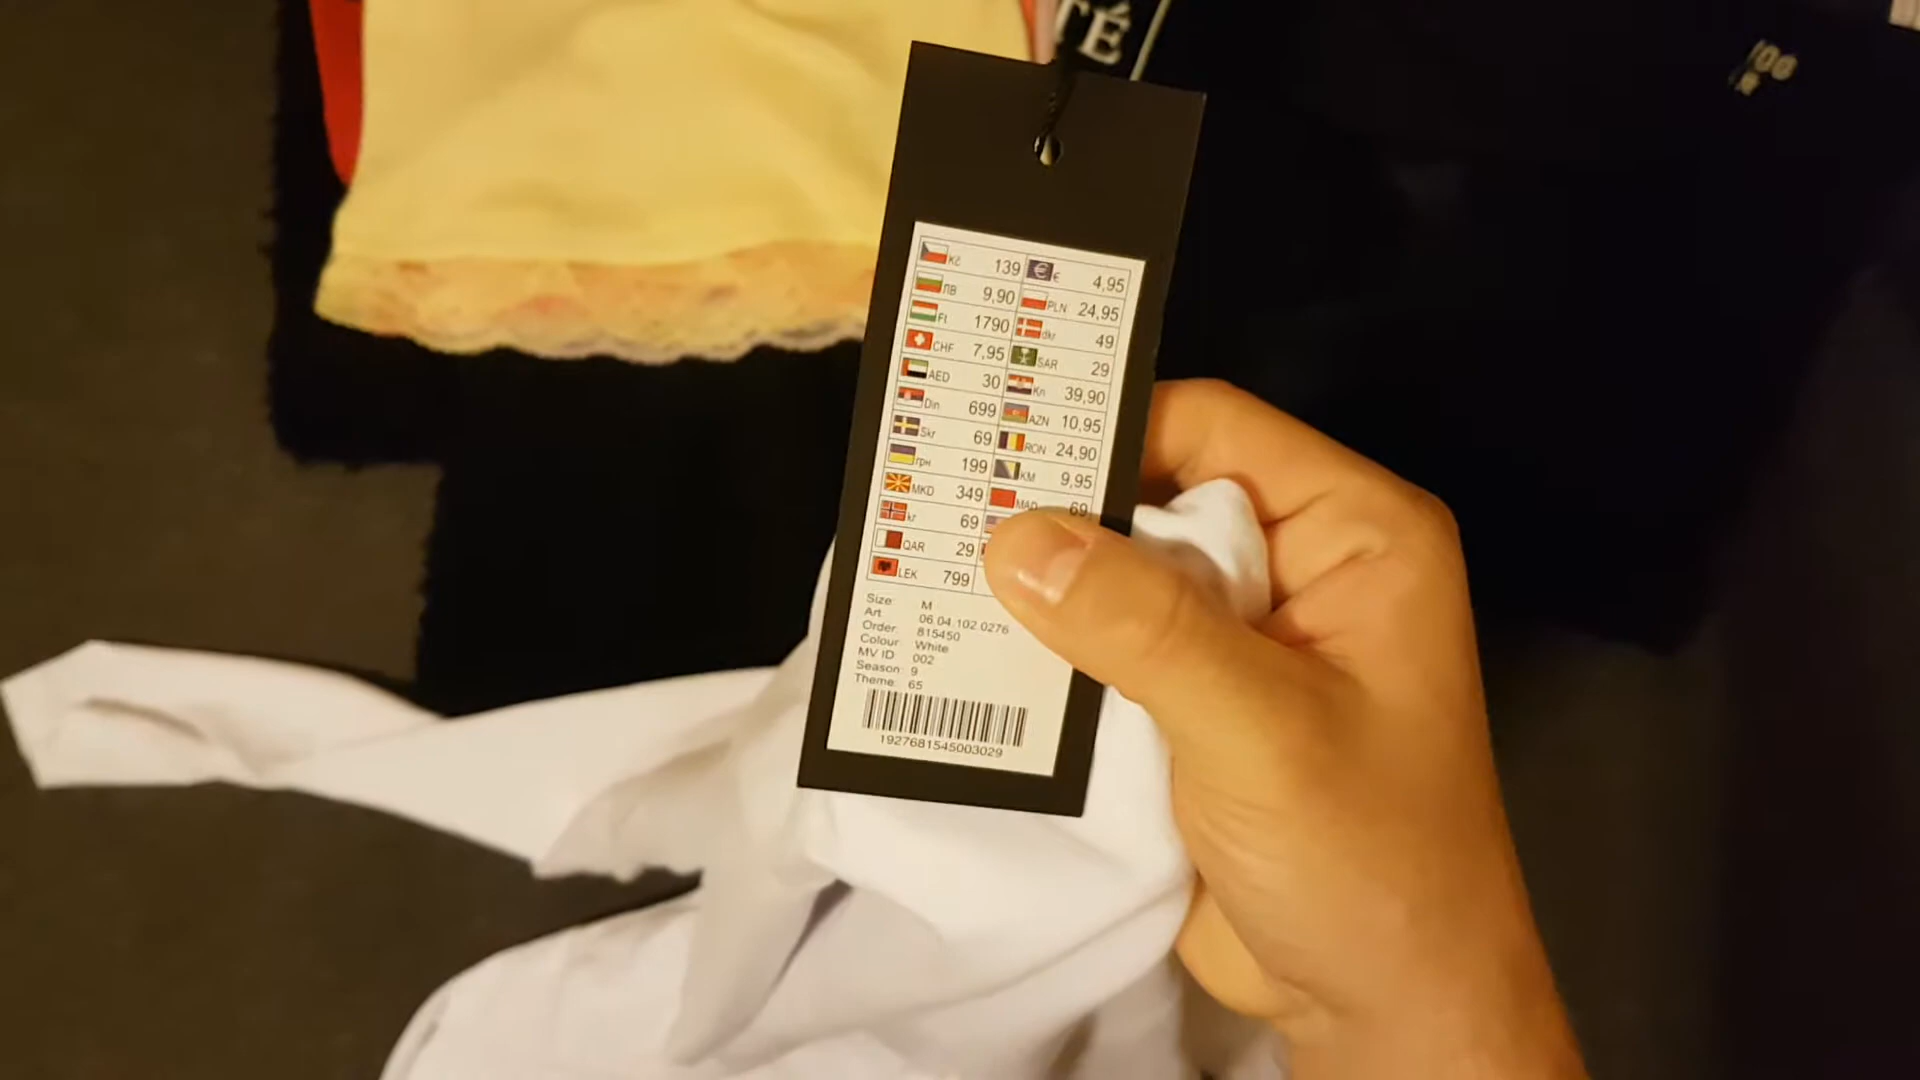 TÉ
Kč 139 € 4,95
ЛВ 9,90 PLN 24,95
Ft 1790 dkr 49
CHF 7,95 SAR 29
AED 30 Kn 39,90
Din 699 AZN 10,95
Skr 69 RON 24,90
грн 199 KM 9,95
MKD 349 MAD 69
kr 69
QAR 29
LEK 799
Size: M
Art. 06.04.102.0276
Order: 815450
Colour: White
MV ID: 002
Season: 9
Theme: 65
1927681545003029